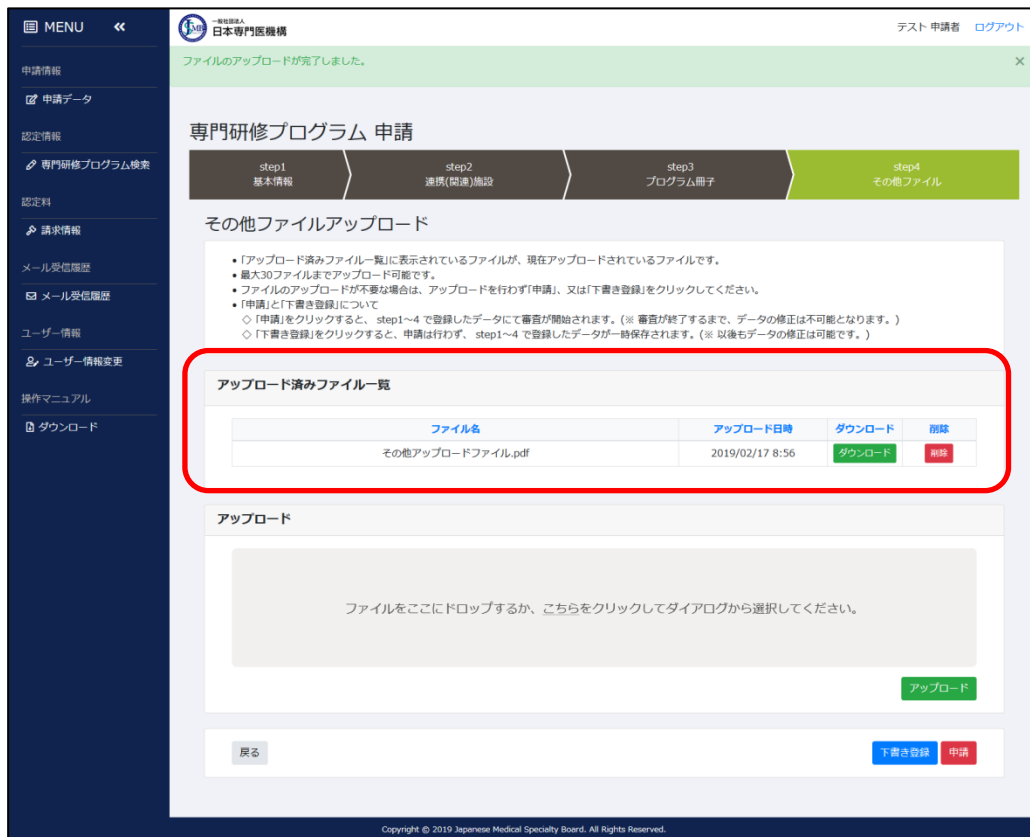 MENU
申請情報
申請データ
認定情報
専門研修プログラム検索
認定料
請求情報
メール受信履歴
メール受信履歴
ユーザー情報
ユーザー情報変更
操作マニュアル
ダウンロード
一般社団法人
日本専門医機構
テスト 申請者 ログアウト
ファイルのアップロードが完了しました。 ×
専門研修プログラム 申請
step1
基本情報
step2
連携(関連)施設
step3
プログラム冊子
step4
その他ファイル
その他ファイルアップロード
• 「アップロード済みファイル一覧」に表示されているファイルが、現在アップロードされているファイルです。
• 最大30ファイルまでアップロード可能です。
• ファイルのアップロードが不要な場合は、アップロードを行わず「申請」、又は「下書き登録」をクリックしてください。
• 「申請」と「下書き登録」について
◇ 「申請」をクリックすると、 step1～4 で登録したデータにて審査が開始されます。(※ 審査が終了するまで、データの修正は不可能となります。)
◇ 「下書き登録」をクリックすると、申請は行わず、 step1～4 で登録したデータが一時保存されます。(※ 以後もデータの修正は可能です。)
アップロード済みファイル一覧
ファイル名 アップロード日時 ダウンロード 削除
その他アップロードファイル.pdf 2019/02/17 8:56 ダウンロード 削除
アップロード
ファイルをここにドロップするか、こちらをクリックしてダイアログから選択してください。
アップロード
戻る 下書き登録 申請
Copyright © 2019 Japanese Medical Specialty Board. All Rights Reserved.